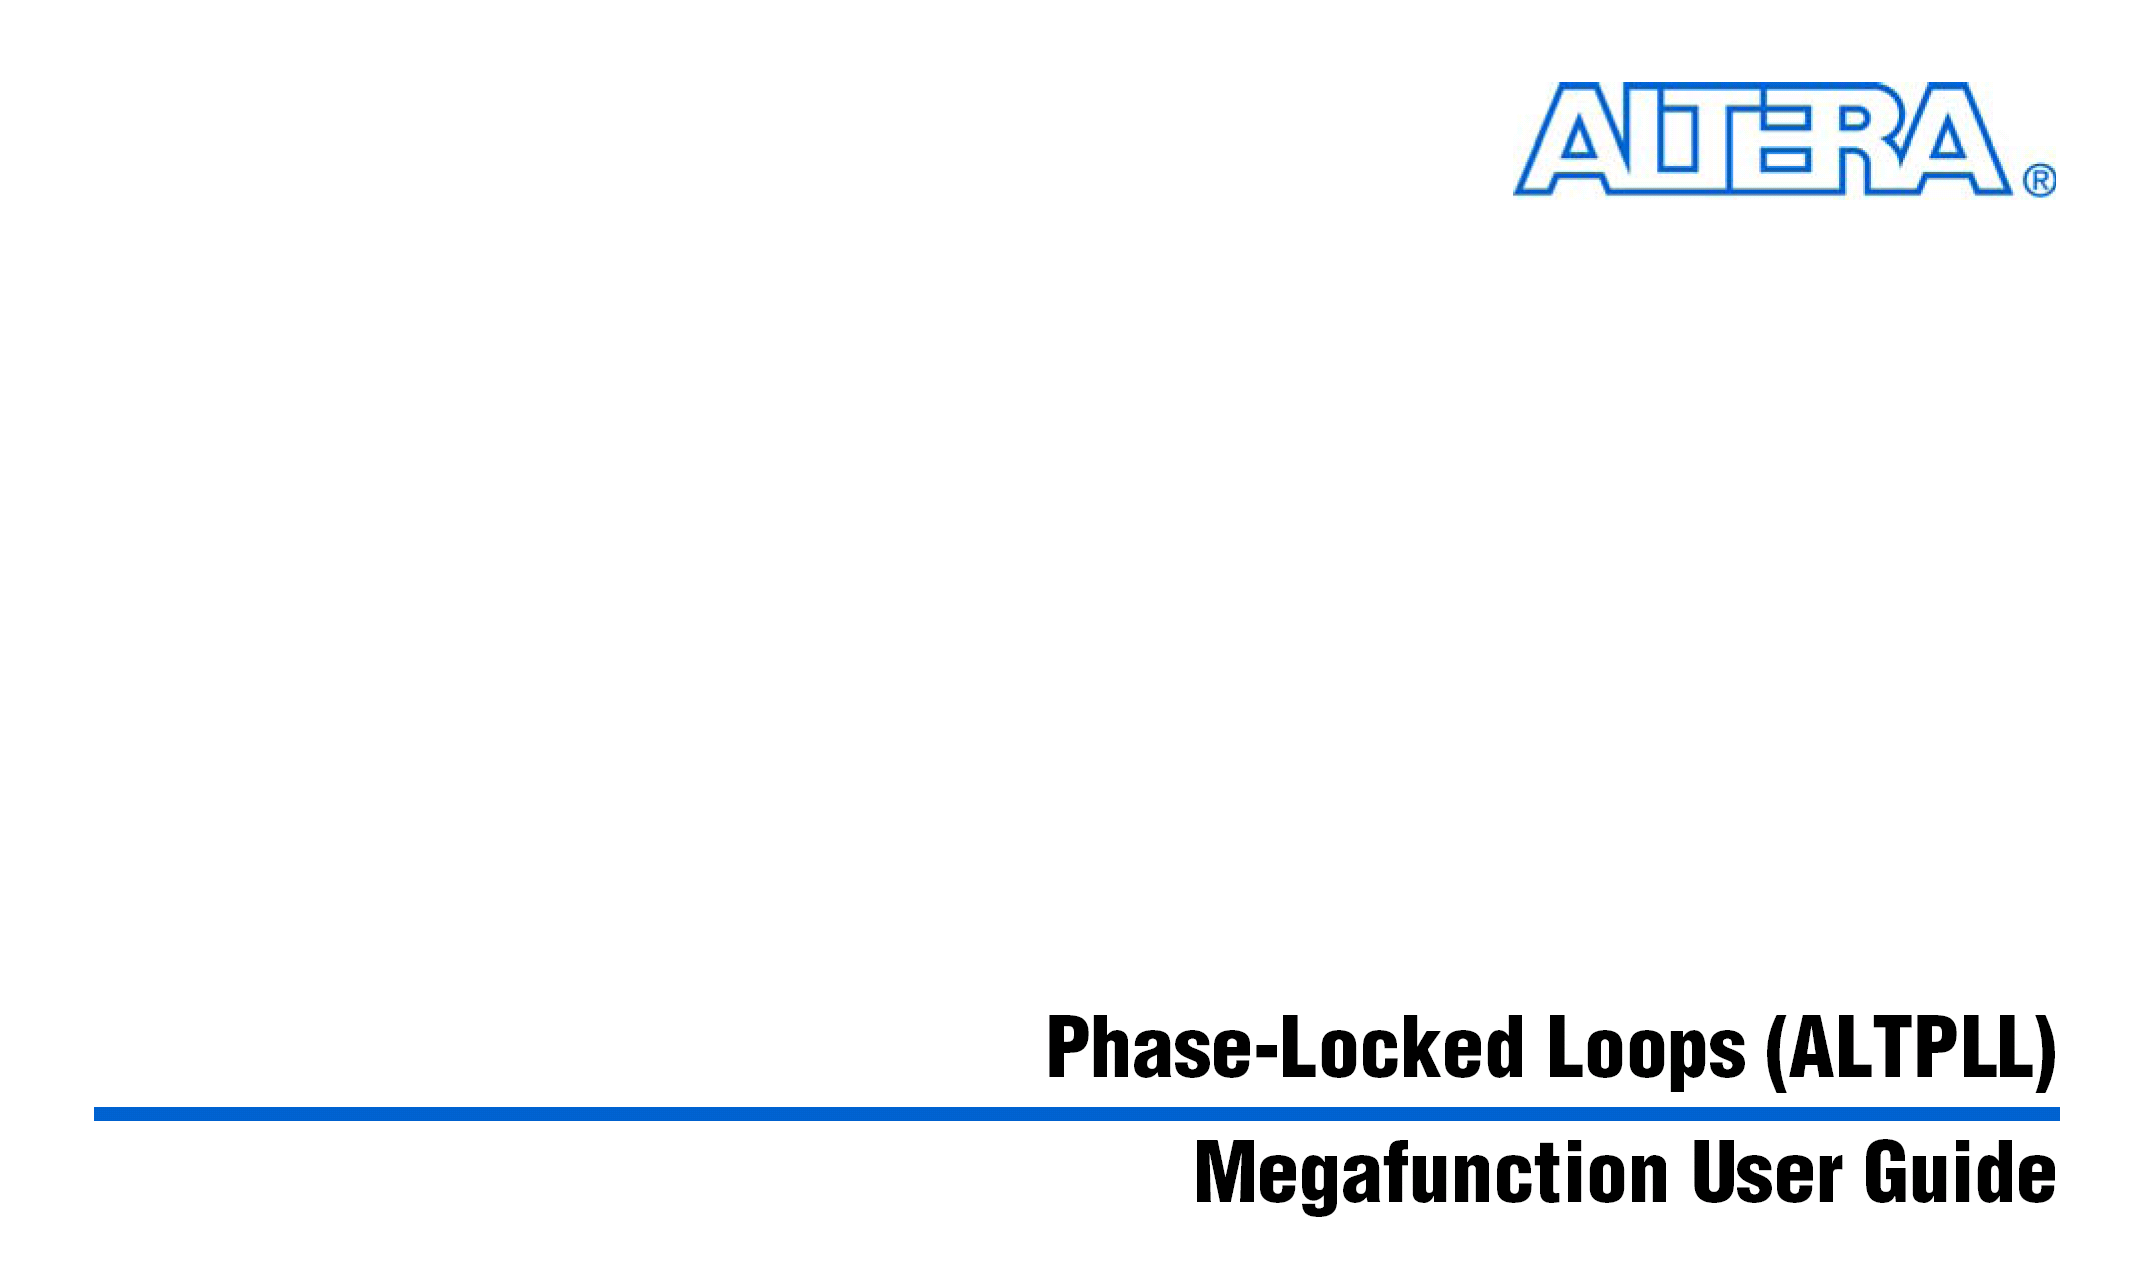 ALTERA®
Phase-Locked Loops (ALTPLL)
Megafunction User Guide